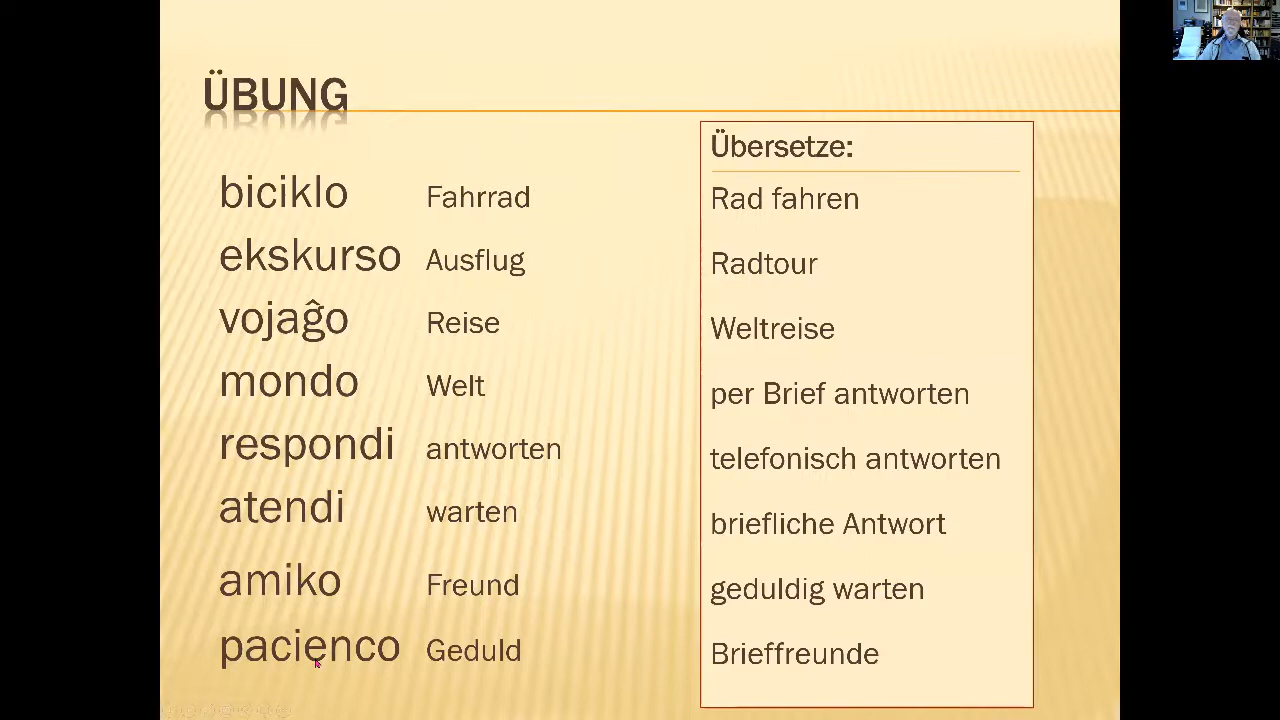 ÜBUNG
biciklo Fahrrad
ekskurso Ausflug
vojaĝo Reise
mondo Welt
respondi antworten
atendi warten
amiko Freund
pacienco Geduld
Übersetze:
Rad fahren
Radtour
Weltreise
per Brief antworten
telefonisch antworten
briefliche Antwort
geduldig warten
Brieffreunde